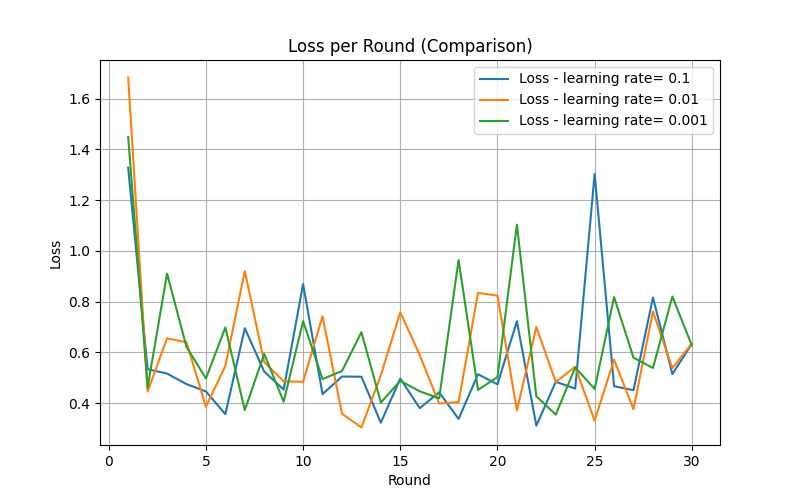 Loss per Round (Comparison)
Loss - learning rate= 0.1
Loss - learning rate= 0.01
Loss - learning rate= 0.001
1.6
1.4
1.2
1.0
0.8
0.6
0.4
Loss
0 5 10 15 20 25 30
Round